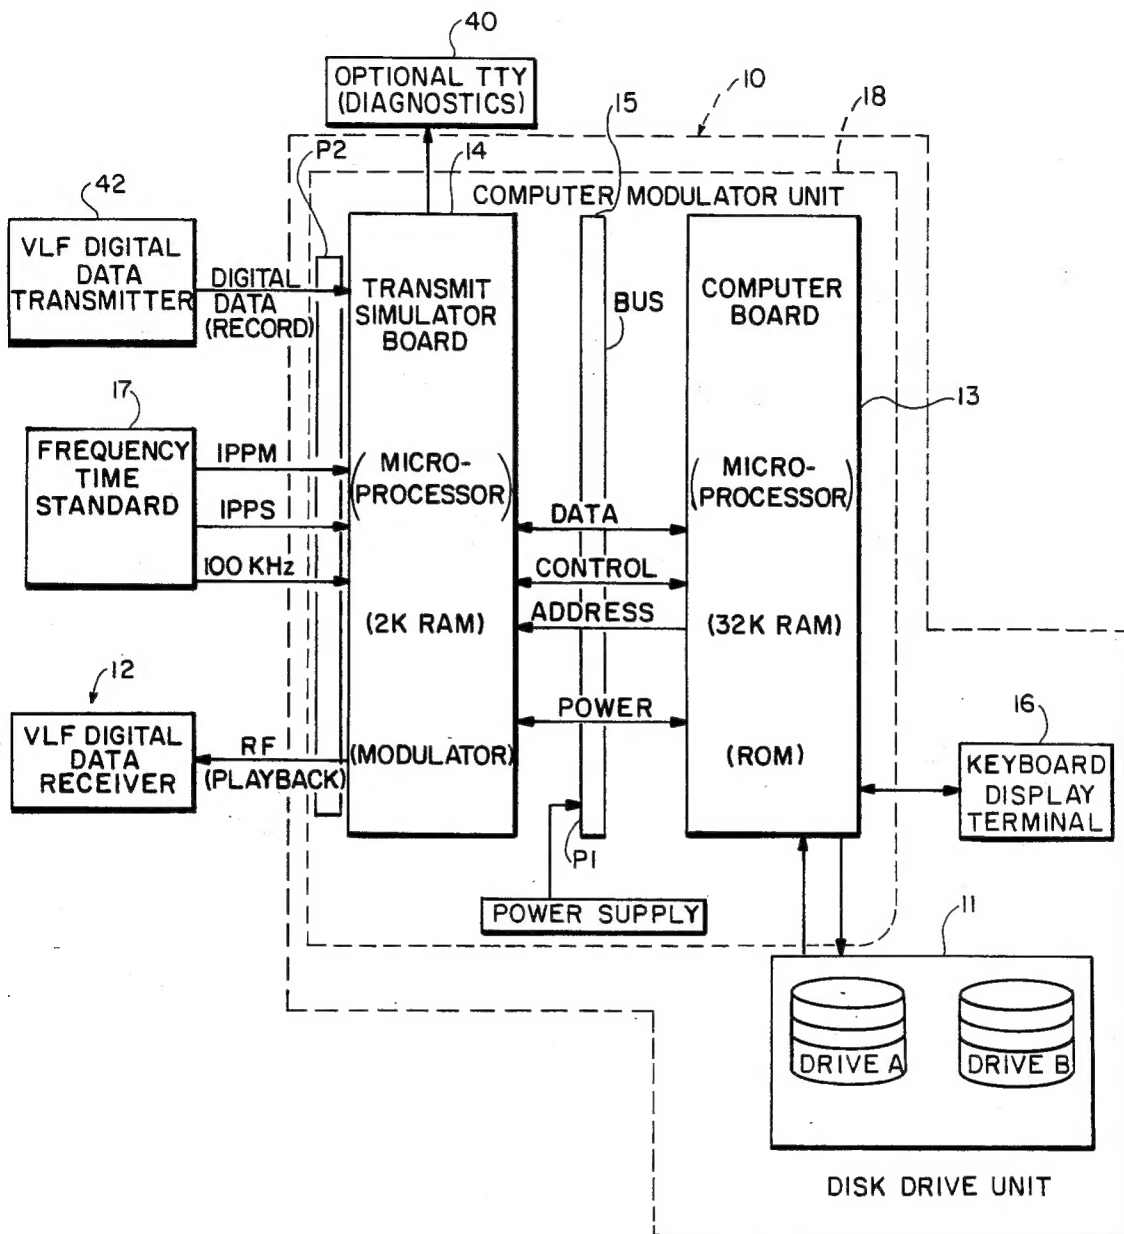 40
OPTIONAL TTY
(DIAGNOSTICS)
10
18
15
P2
14
42
COMPUTER MODULATOR UNIT
VLF DIGITAL
DATA
TRANSMITTER
DIGITAL
DATA
(RECORD)
TRANSMIT
SIMULATOR
BOARD
BUS
COMPUTER
BOARD
17
13
FREQUENCY
TIME
STANDARD
IPPM
IPPS
100 KHz
(MICRO-
PROCESSOR)
(MICRO-
PROCESSOR)
DATA
CONTROL
ADDRESS
(2K RAM)
(32K RAM)
12
POWER
16
VLF DIGITAL
DATA
RECEIVER
RF
(PLAYBACK)
(MODULATOR)
(ROM)
KEYBOARD
DISPLAY
TERMINAL
P1
POWER SUPPLY
11
DRIVE A
DRIVE B
DISK DRIVE UNIT